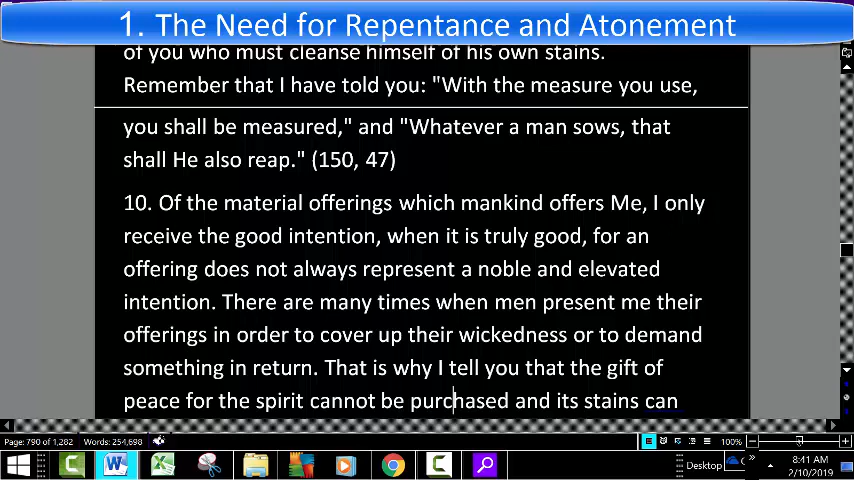 1. The Need for Repentance and Atonement
of you who must cleanse himself of his own stains.
Remember that I have told you: "With the measure you use,
you shall be measured," and "Whatever a man sows, that
shall He also reap." (150, 47)
10. Of the material offerings which mankind offers Me, I only
receive the good intention, when it is truly good, for an
offering does not always represent a noble and elevated
intention. There are many times when men present me their
offerings in order to cover up their wickedness or to demand
something in return. That is why I tell you that the gift of
peace for the spirit cannot be purchased and its stains can
Page: 790 of 1,282 Words: 254,698 100%
Desktop 8:41 AM
2/10/2019